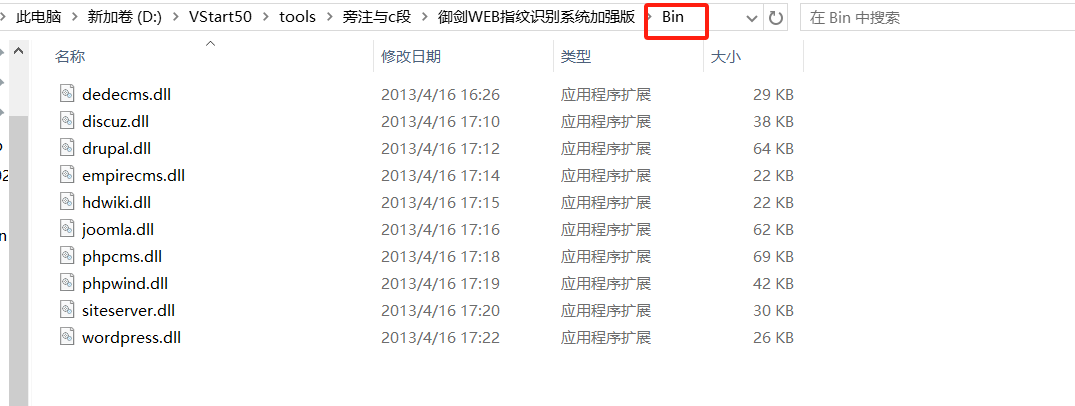 此电脑 > 新加卷 (D:) > VStart50 > tools > 旁注与c段 > 御剑WEB指纹识别系统加强版 > Bin 在 Bin 中搜索
名称 修改日期 类型 大小
dedecms.dll 2013/4/16 16:26 应用程序扩展 29 KB
discuz.dll 2013/4/16 17:10 应用程序扩展 38 KB
drupal.dll 2013/4/16 17:12 应用程序扩展 64 KB
empirecms.dll 2013/4/16 17:14 应用程序扩展 22 KB
hdwiki.dll 2013/4/16 17:15 应用程序扩展 22 KB
joomla.dll 2013/4/16 17:16 应用程序扩展 62 KB
phpcms.dll 2013/4/16 17:18 应用程序扩展 69 KB
phpwind.dll 2013/4/16 17:19 应用程序扩展 42 KB
siteserver.dll 2013/4/16 17:20 应用程序扩展 30 KB
wordpress.dll 2013/4/16 17:22 应用程序扩展 26 KB